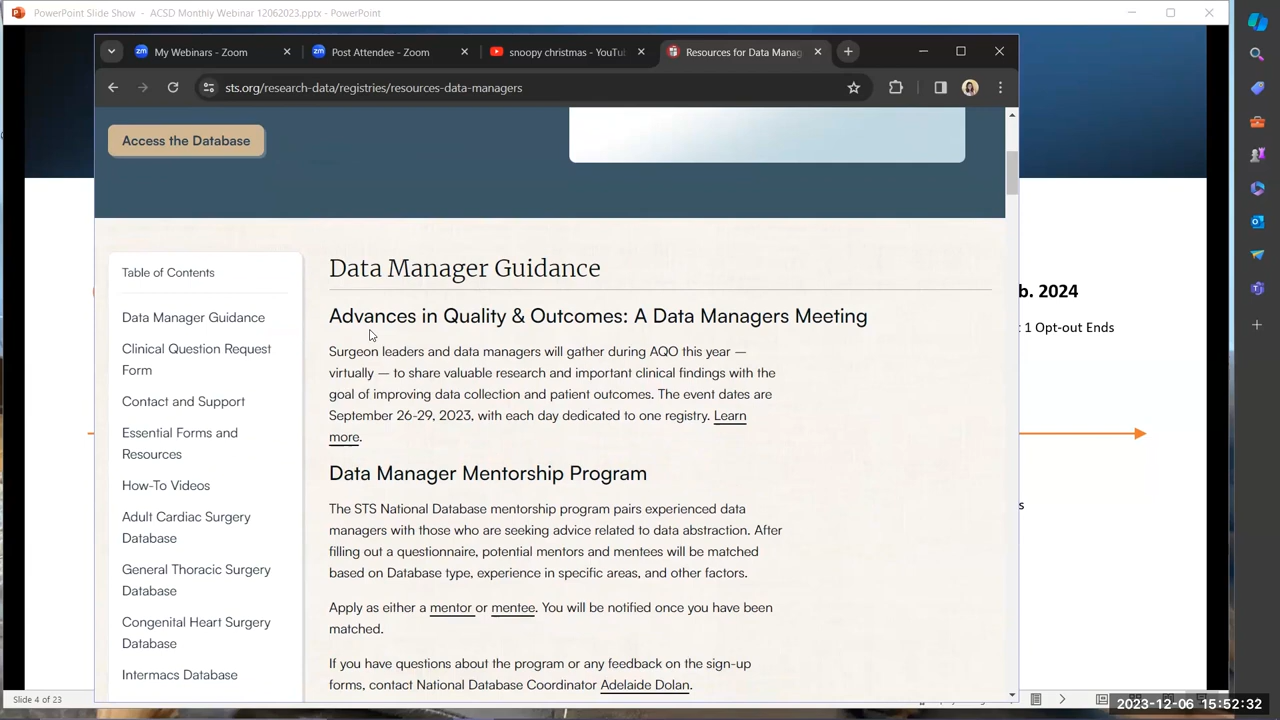 PowerPoint Slide Show - ACSD Monthly Webinar 12062023.pptx - PowerPoint
My Webinars - Zoom
Post Attendee - Zoom
snoopy christmas - YouTu
Resources for Data Manag
sts.org/research-data/registries/resources-data-managers
Access the Database
Table of Contents
Data Manager Guidance
Clinical Question Request
Form
Contact and Support
Essential Forms and
Resources
How-To Videos
Adult Cardiac Surgery
Database
General Thoracic Surgery
Database
Congenital Heart Surgery
Database
Intermacs Database
Data Manager Guidance
Advances in Quality & Outcomes: A Data Managers Meeting
Surgeon leaders and data managers will gather during AQO this year —
virtually — to share valuable research and important clinical findings with the
goal of improving data collection and patient outcomes. The event dates are
September 26-29, 2023, with each day dedicated to one registry. Learn
more.
Data Manager Mentorship Program
The STS National Database mentorship program pairs experienced data
managers with those who are seeking advice related to data abstraction. After
filling out a questionnaire, potential mentors and mentees will be matched
based on Database type, experience in specific areas, and other factors.
Apply as either a mentor or mentee. You will be notified once you have been
matched.
If you have questions about the program or any feedback on the sign-up
forms, contact National Database Coordinator Adelaide Dolan.
b. 2024
1 Opt-out Ends
s
Slide 4 of 23
2023-12-06 15:52:32